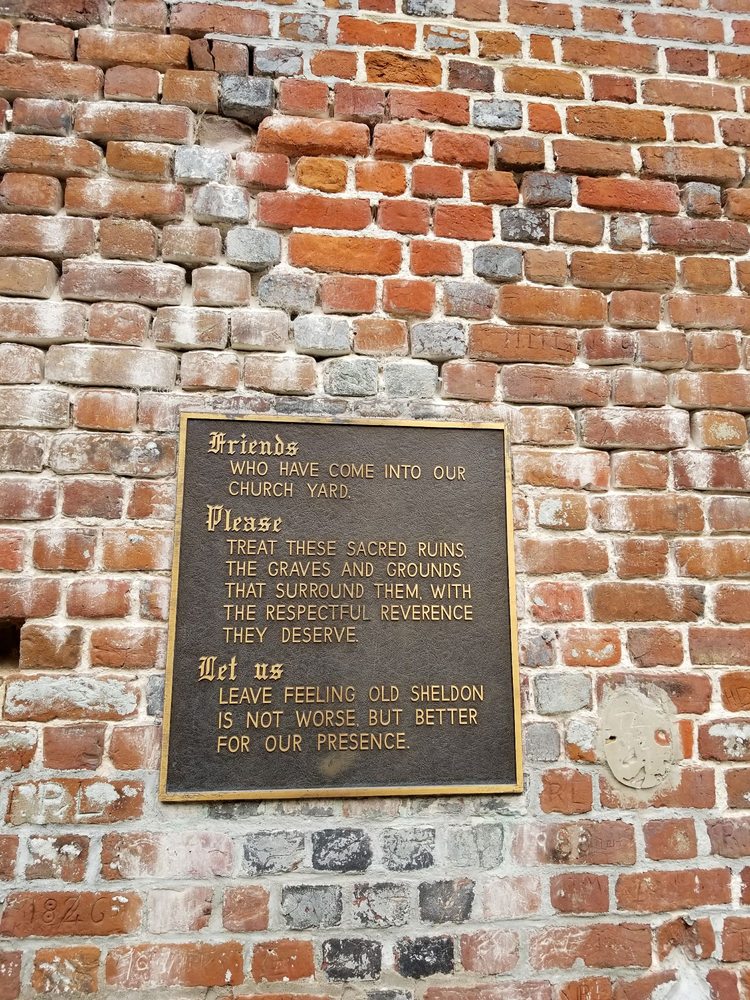 Friends
WHO HAVE COME INTO OUR
CHURCH YARD.
Please
TREAT THESE SACRED RUINS,
THE GRAVES AND GROUNDS
THAT SURROUND THEM, WITH
THE RESPECTFUL REVERENCE
THEY DESERVE.
Let us
LEAVE FEELING OLD SHELDON
IS NOT WORSE, BUT BETTER
FOR OUR PRESENCE.
RL
RL
1846